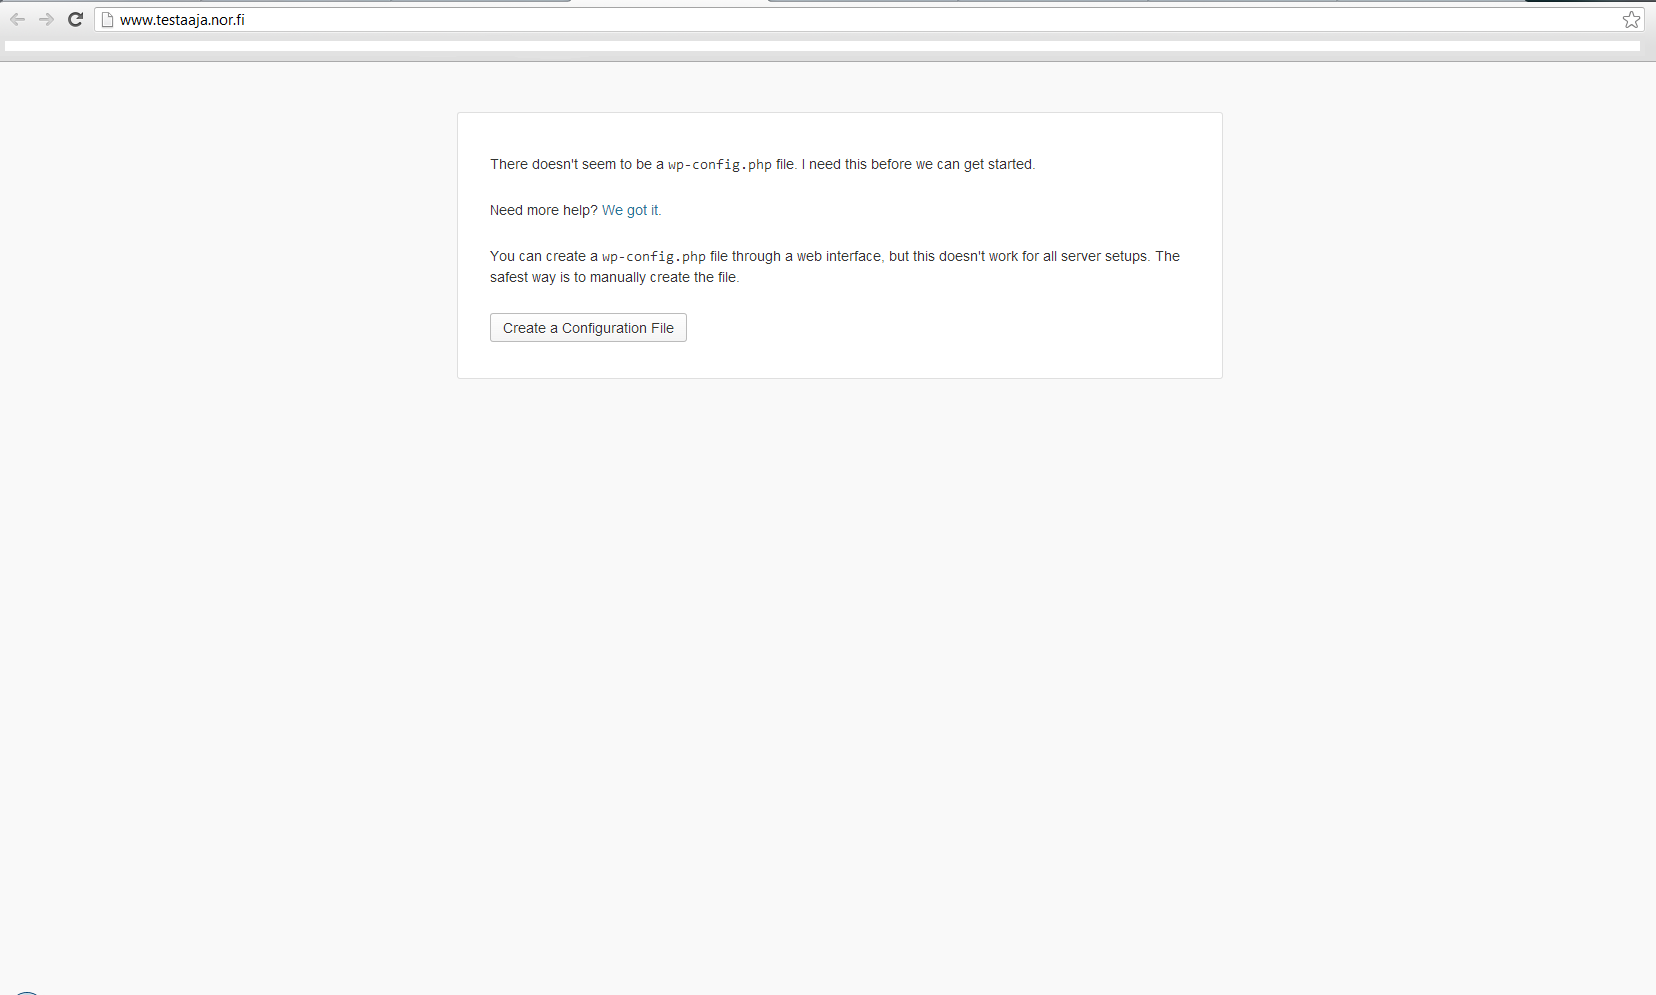 www.testaaja.nor.fi
There doesn't seem to be a wp-config.php file. I need this before we can get started.
Need more help? We got it.
You can create a wp-config.php file through a web interface, but this doesn't work for all server setups. The
safest way is to manually create the file.
Create a Configuration File